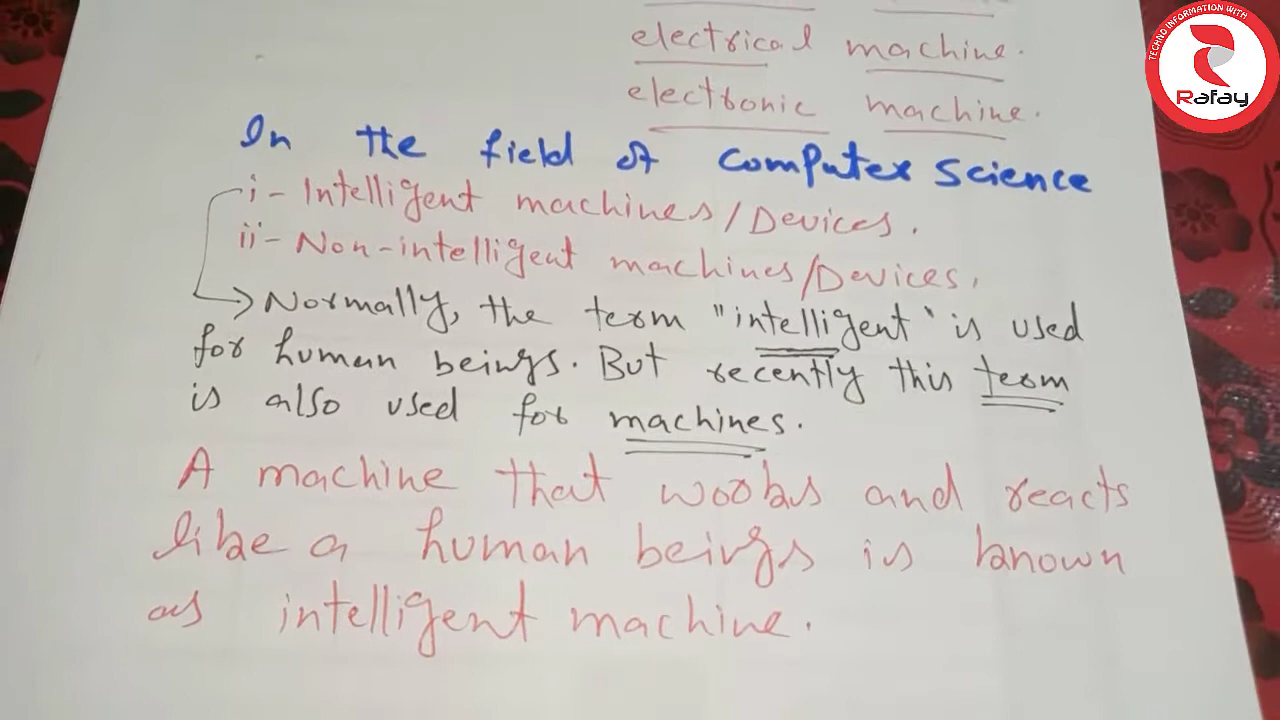 electrical machine.
electronic machine.
In the field of Computer Science
i- Intelligent machines/Devices.
ii- Non-intelligent machines/Devices.
Normally, the term "intelligent" is used
for human beings. But recently this term
is also used for machines.
A machine that works and reacts
like a human beings is known
as intelligent machine.
TECHNO INFORMATION WITH
Rafay